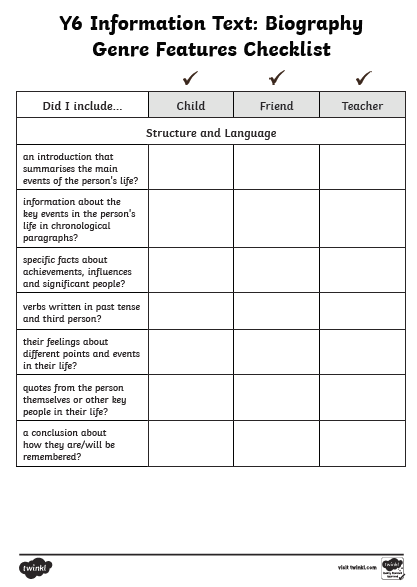 Y6 Information Text: Biography
Genre Features Checklist
Did I include... Child Friend Teacher
Structure and Language
an introduction that
summarises the main
events of the person's life?
information about the
key events in the person's
life in chronological
paragraphs?
specific facts about
achievements, influences
and significant people?
verbs written in past tense
and third person?
their feelings about
different points and events
in their life?
quotes from the person
themselves or other key
people in their life?
a conclusion about
how they are/will be
remembered?
twinkl
visit twinkl.com
twinkl